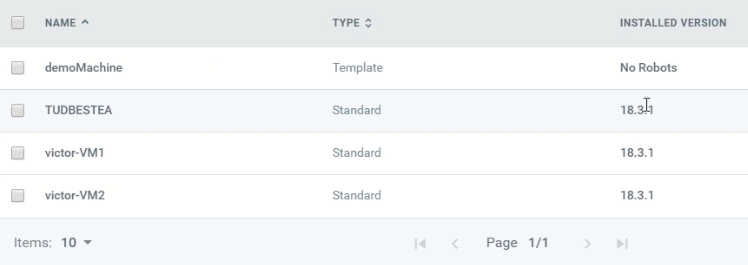 NAME TYPE INSTALLED VERSION
demoMachine Template No Robots
TUDBESTEA Standard 18.3.1
victor-VM1 Standard 18.3.1
victor-VM2 Standard 18.3.1
Items: 10 Page 1/1